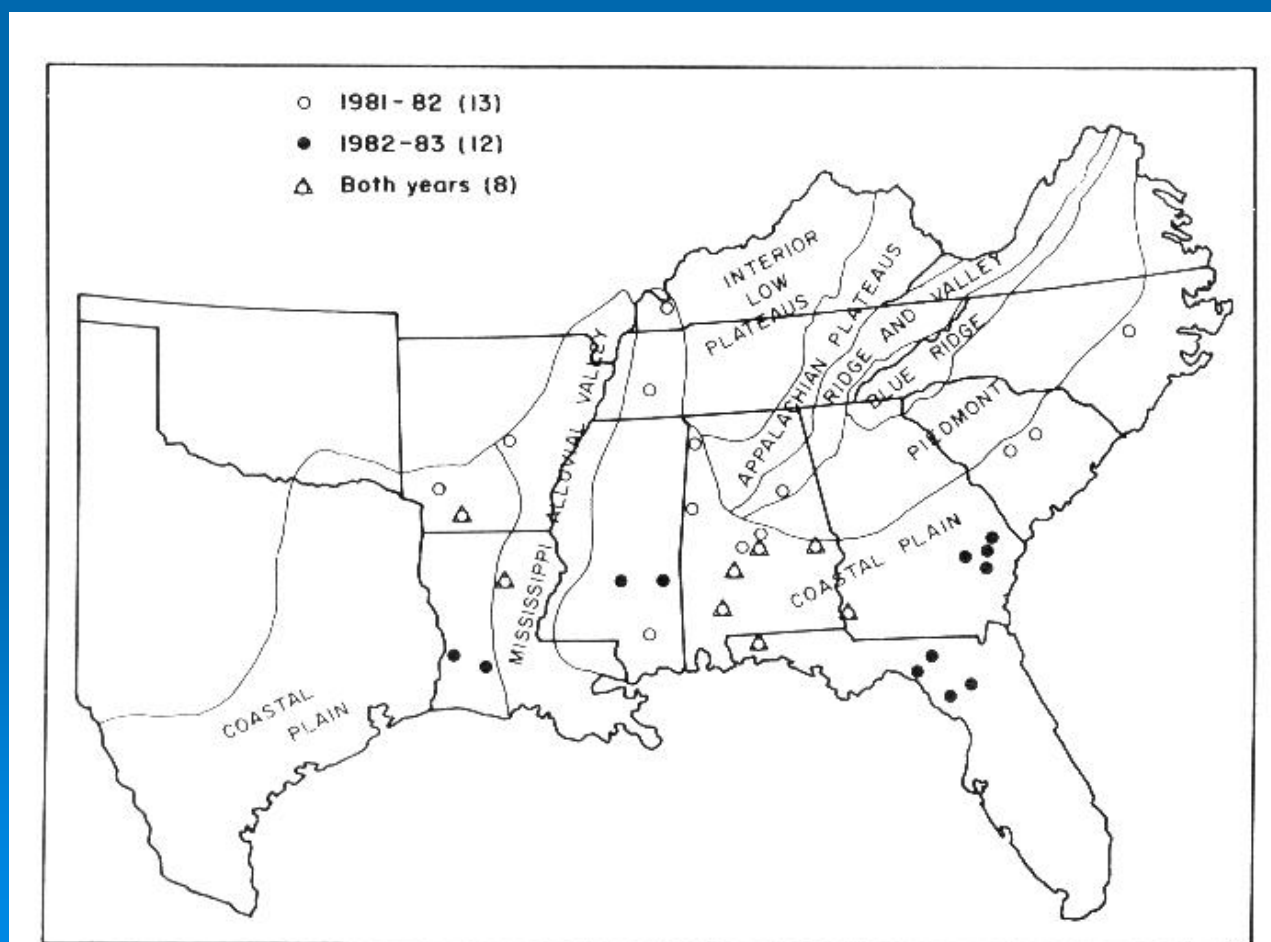 1981-82 (13)
1982-83 (12)
Both years (8)
INTERIOR
LOW
PLATEAUS
APPALACHIAN PLATEAUS
RIDGE AND VALLEY
BLUE RIDGE
PIEDMONT
COASTAL PLAIN
MISSISSIPPI
ALLUVIAL VALLEY
COASTAL
PLAIN